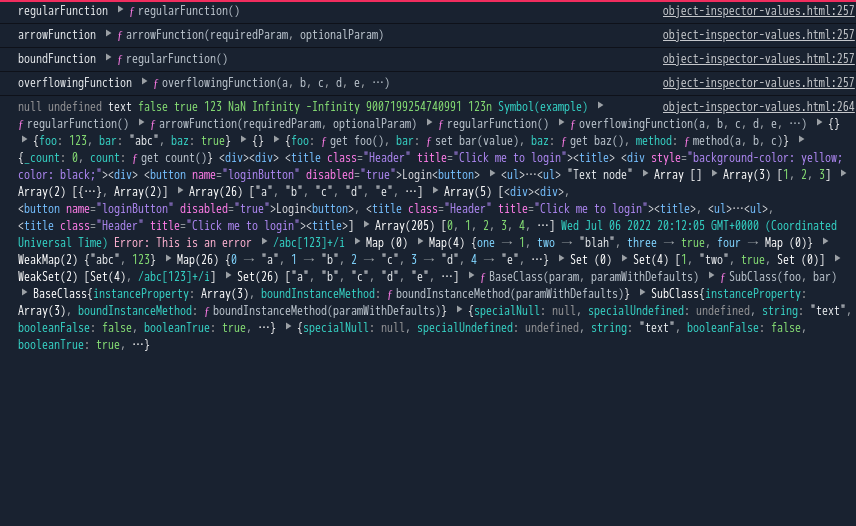 regularFunction ▶ ƒ regularFunction() object-inspector-values.html:257
arrowFunction ▶ ƒ arrowFunction(requiredParam, optionalParam) object-inspector-values.html:257
boundFunction ▶ ƒ regularFunction() object-inspector-values.html:257
overflowingFunction ▶ ƒ overflowingFunction(a, b, c, d, e, …) object-inspector-values.html:257
null undefined text false true 123 NaN Infinity -Infinity 9007199254740991 123n Symbol(example) ▶ object-inspector-values.html:264
ƒ regularFunction() ▶ ƒ arrowFunction(requiredParam, optionalParam) ▶ ƒ regularFunction() ▶ ƒ overflowingFunction(a, b, c, d, e, …) ▶ {}
▶ {foo: 123, bar: "abc", baz: true} ▶ {} ▶ {foo: ƒ get foo(), bar: ƒ set bar(value), baz: ƒ get baz(), method: ƒ method(a, b, c)} ▶
{_count: 0, count: ƒ get count()} <div><div> <title class="Header" title="Click me to login"><title> <div style="background-color: yellow;
color: black;"><div> <button name="loginButton" disabled="true">Login<button> ▶ <ul>…<ul> "Text node" ▶ Array [] ▶ Array(3) [1, 2, 3] ▶
Array(2) [{…}, Array(2)] ▶ Array(26) ["a", "b", "c", "d", "e", …] ▶ Array(5) [<div><div>,
<button name="loginButton" disabled="true">Login<button>, <title class="Header" title="Click me to login"><title>, <ul>…<ul>,
<title class="Header" title="Click me to login"><title>] ▶ Array(205) [0, 1, 2, 3, 4, …] Wed Jul 06 2022 20:12:05 GMT+0000 (Coordinated
Universal Time) Error: This is an error ▶ /abc[123]+/i ▶ Map (0) ▶ Map(4) {one → 1, two → "blah", three → true, four → Map (0)} ▶
WeakMap(2) {"abc", 123} ▶ Map(26) {0 → "a", 1 → "b", 2 → "c", 3 → "d", 4 → "e", …} ▶ Set (0) ▶ Set(4) [1, "two", true, Set (0)] ▶
WeakSet(2) [Set(4), /abc[123]+/i] ▶ Set(26) ["a", "b", "c", "d", "e", …] ▶ ƒ BaseClass(param, paramWithDefaults) ▶ ƒ SubClass(foo, bar)
▶ BaseClass{instanceProperty: Array(3), boundInstanceMethod: ƒ boundInstanceMethod(paramWithDefaults)} ▶ SubClass{instanceProperty:
Array(3), boundInstanceMethod: ƒ boundInstanceMethod(paramWithDefaults)} ▶ {specialNull: null, specialUndefined: undefined, string: "text",
booleanFalse: false, booleanTrue: true, …} ▶ {specialNull: null, specialUndefined: undefined, string: "text", booleanFalse: false,
booleanTrue: true, …}